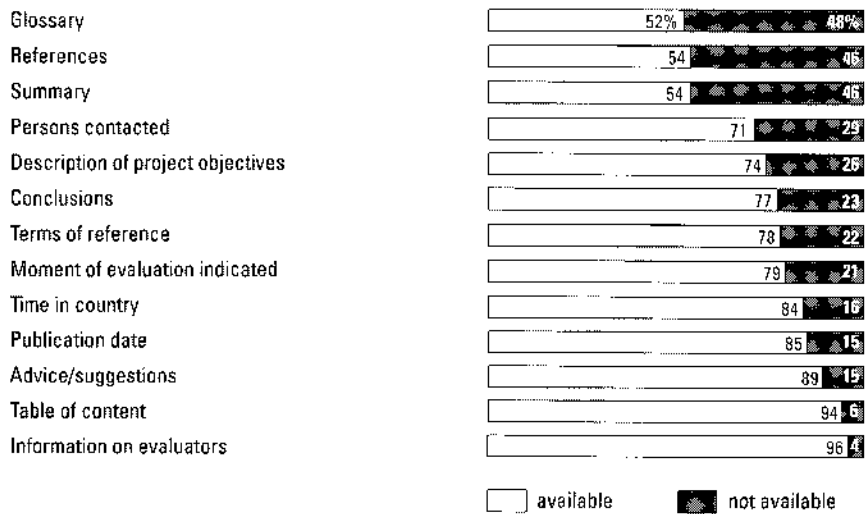 Glossary 52% 48%
References 54 46
Summary 54 46
Persons contacted 71 29
Description of project objectives 74 26
Conclusions 77 23
Terms of reference 78 22
Moment of evaluation indicated 79 21
Time in country 84 16
Publication date 85 15
Advice/suggestions 89 15
Table of content 94 6
Information on evaluators 96 4
available not available